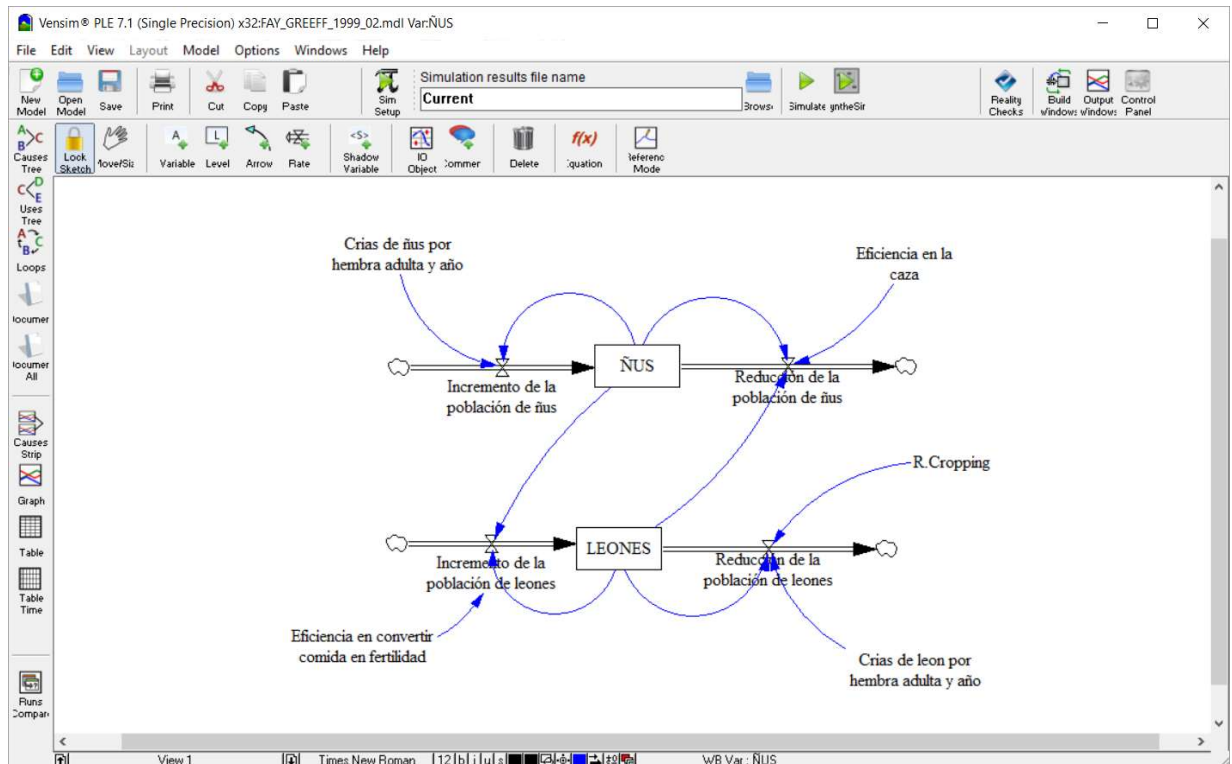 Vensim® PLE 7.1 (Single Precision) x32:FAY_GREEFF_1999_02.mdl Var:ÑUS
File Edit View Layout Model Options Windows Help
Simulation results file name
Current
New Model
Open Model
Save
Print
Cut
Copy
Paste
Sim Setup
Simulate
Reality Checks
Build
Output
Control Panel
Causes Tree
Lock Sketch
Variable
Level
Arrow
Rate
Shadow Variable
IO Object
Delete
f(x)
Mode
Uses Tree
Loops
All
Causes Strip
Graph
Table
Table Time
Runs
Crias de ñus por
hembra adulta y año
Eficiencia en la
caza
ÑUS
Incremento de la
población de ñus
Reducción de la
población de ñus
R.Cropping
LEONES
Incremento de la
población de leones
Reducción de la
población de leones
Eficiencia en convertir
comida en fertilidad
Crias de leon por
hembra adulta y año
View 1
Times New Roman
12 b i u s
WB Var : ÑUS